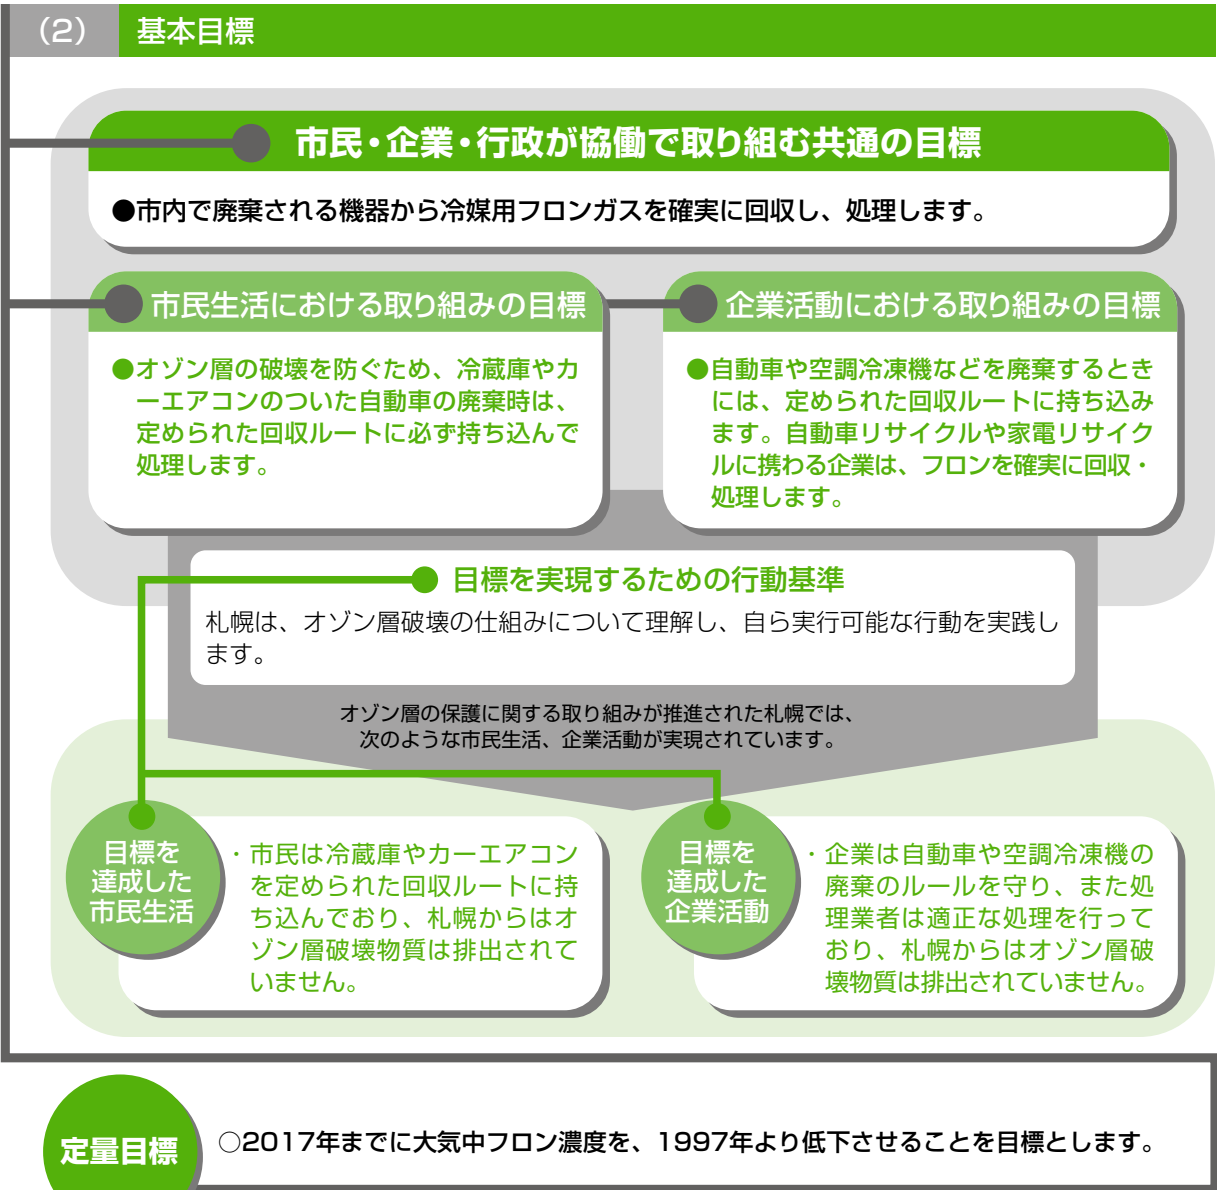 （2） 基本目標
市民・企業・行政が協働で取り組む共通の目標
●市内で廃棄される機器から冷媒用フロンガスを確実に回収し、処理します。
市民生活における取り組みの目標
●オゾン層の破壊を防ぐため、冷蔵庫やカ
ーエアコンのついた自動車の廃棄時は、
定められた回収ルートに必ず持ち込んで
処理します。
企業活動における取り組みの目標
●自動車や空調冷凍機などを廃棄するとき
には、定められた回収ルートに持ち込み
ます。自動車リサイクルや家電リサイク
ルに携わる企業は、フロンを確実に回収・
処理します。
目標を実現するための行動基準
札幌は、オゾン層破壊の仕組みについて理解し、自ら実行可能な行動を実践し
ます。
オゾン層の保護に関する取り組みが推進された札幌では、
次のような市民生活、企業活動が実現されています。
目標を
達成した
市民生活
・市民は冷蔵庫やカーエアコン
を定められた回収ルートに持
ち込んでおり、札幌からはオ
ゾン層破壊物質は排出されて
いません。
目標を
達成した
企業活動
・企業は自動車や空調冷凍機の
廃棄のルールを守り、また処
理業者は適正な処理を行って
おり、札幌からはオゾン層破
壊物質は排出されていません。
定量目標
○2017年までに大気中フロン濃度を、1997年より低下させることを目標とします。